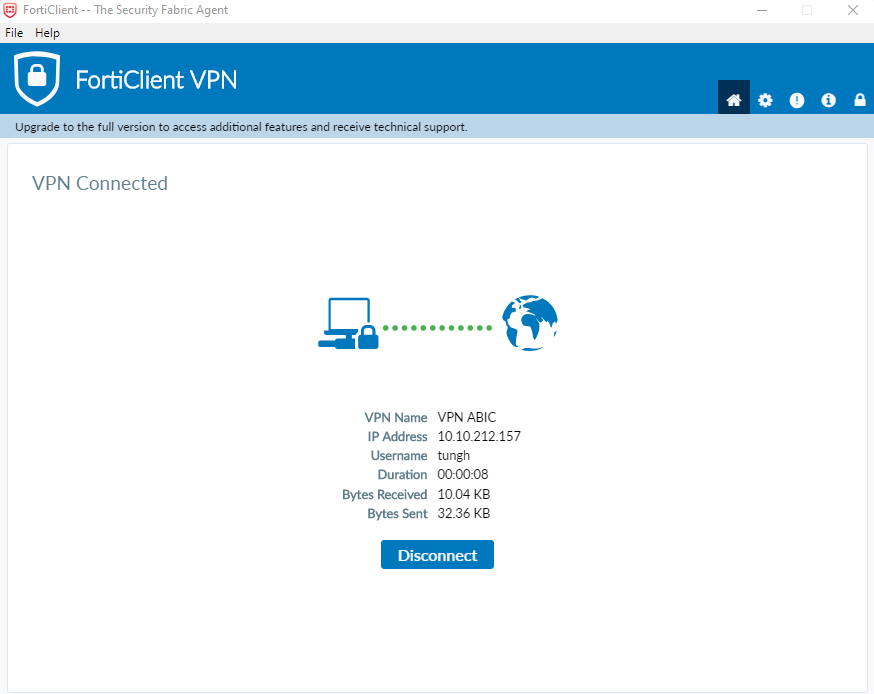 FortiClient -- The Security Fabric Agent
File Help
FortiClient VPN
Upgrade to the full version to access additional features and receive technical support.
VPN Connected
VPN Name VPN ABIC
IP Address 10.10.212.157
Username tungh
Duration 00:00:08
Bytes Received 10.04 KB
Bytes Sent 32.36 KB
Disconnect